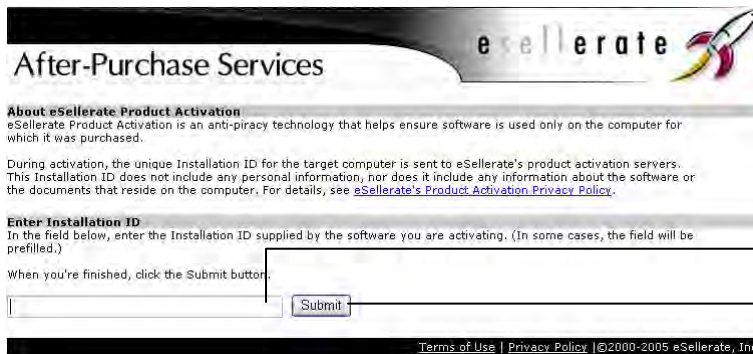 esellerate
After-Purchase Services
About eSellerate Product Activation
eSellerate Product Activation is an anti-piracy technology that helps ensure software is used only on the computer for
which it was purchased.
During activation, the unique Installation ID for the target computer is sent to eSellerate's product activation servers.
This Installation ID does not include any personal information, nor does it include any information about the software or
the documents that reside on the computer. For details, see eSellerate's Product Activation Privacy Policy.
Enter Installation ID
In the field below, enter the Installation ID supplied by the software you are activating. (In some cases, the field will be
prefilled.)
When you're finished, click the Submit button.
Submit
Terms of Use | Privacy Policy |©2000-2005 eSellerate, In